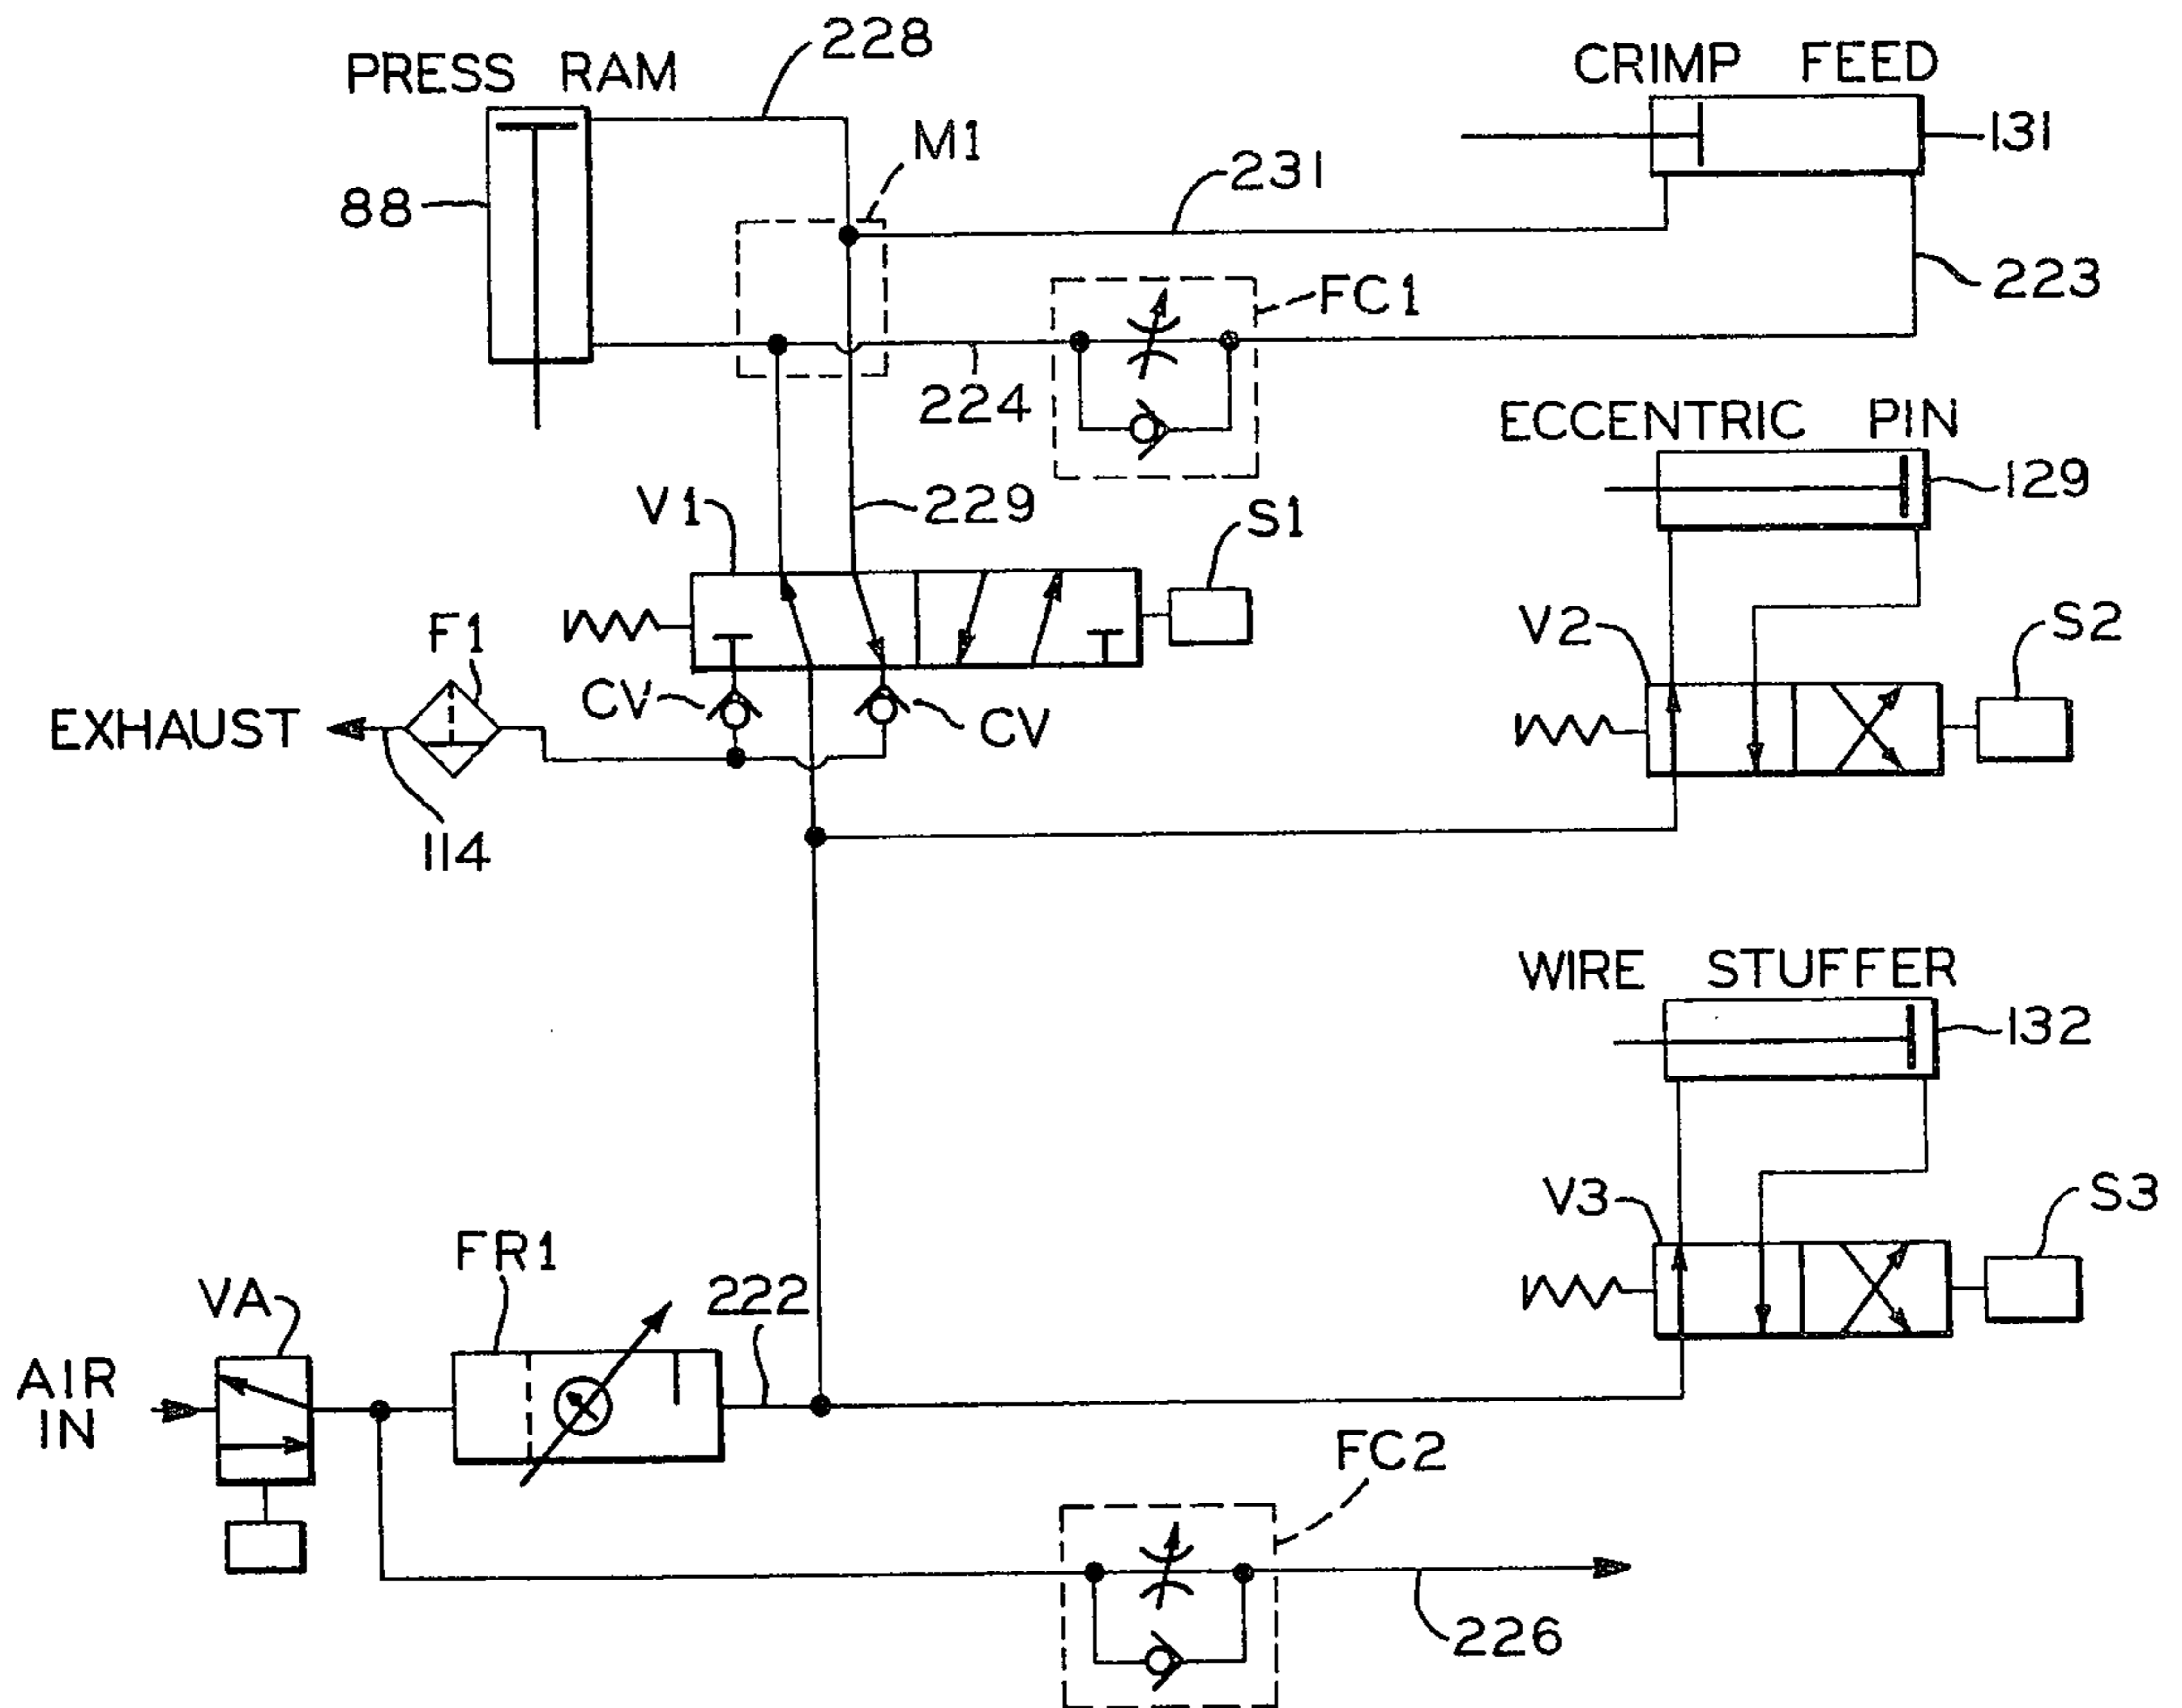 228
PRESS RAM
CRIMP FEED
M1
131
231
88
223
FC1
224
ECCENTRIC PIN
129
V1
229
S1
F1
V2
S2
CV
CV
EXHAUST
114
WIRE STUFFER
132
V3
S3
FR1
222
VA
AIR
IN
FC2
226